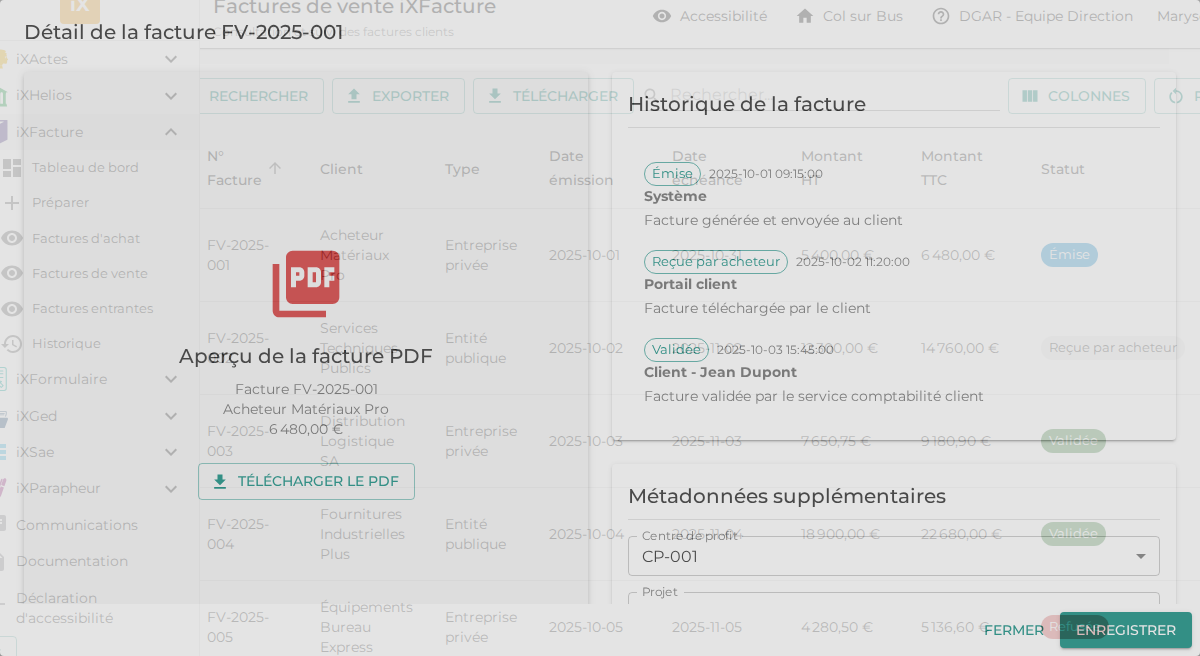 iX
Factures de vente iXFacture
Accessibilité
Col sur Bus
DGAR - Equipe Direction
Détail de la facture FV-2025-001
des factures clients
iXActes
iXHelios
iXFacture
Tableau de bord
Préparer
Factures d'achat
Factures de vente
Factures entrantes
Historique
iXFormulaire
iXGed
iXSae
iXParapheur
Communications
Documentation
Déclaration
d'accessibilité
RECHERCHER
EXPORTER
TÉLÉCHARGER
Rechercher
COLONNES
N°
Facture
Client
Type
Date
émission
Date
échéance
Montant
HT
Montant
TTC
Statut
FV-2025-
001
Acheteur
Matériaux
Pro
Entreprise
privée
2025-10-01
2025-10-31
5 400,00 €
6 480,00 €
Émise
Services
Techniques
Publics
Entité
publique
2025-10-02
2025-11-02
14 760,00 €
Reçue par acheteur
FV-2025-
003
Distribution
Logistique
SA
Entreprise
privée
2025-10-03
2025-11-03
7 650,75 €
9 180,90 €
Validée
FV-2025-
004
Fournitures
Industrielles
Plus
Entité
publique
2025-10-04
2025-11-04
18 900,00 €
22 680,00 €
Validée
FV-2025-
005
Équipements
Bureau
Express
Entreprise
privée
2025-10-05
2025-11-05
4 280,50 €
5 136,60 €
PDF
Aperçu de la facture PDF
Facture FV-2025-001
Acheteur Matériaux Pro
6 480,00 €
TÉLÉCHARGER LE PDF
Historique de la facture
Émise
2025-10-01 09:15:00
Système
Facture générée et envoyée au client
Reçue par acheteur
2025-10-02 11:20:00
Portail client
Facture téléchargée par le client
Validée
2025-10-03 15:45:00
Client - Jean Dupont
Facture validée par le service comptabilité client
Métadonnées supplémentaires
Centre de profit
CP-001
Projet
FERMER
ENREGISTRER